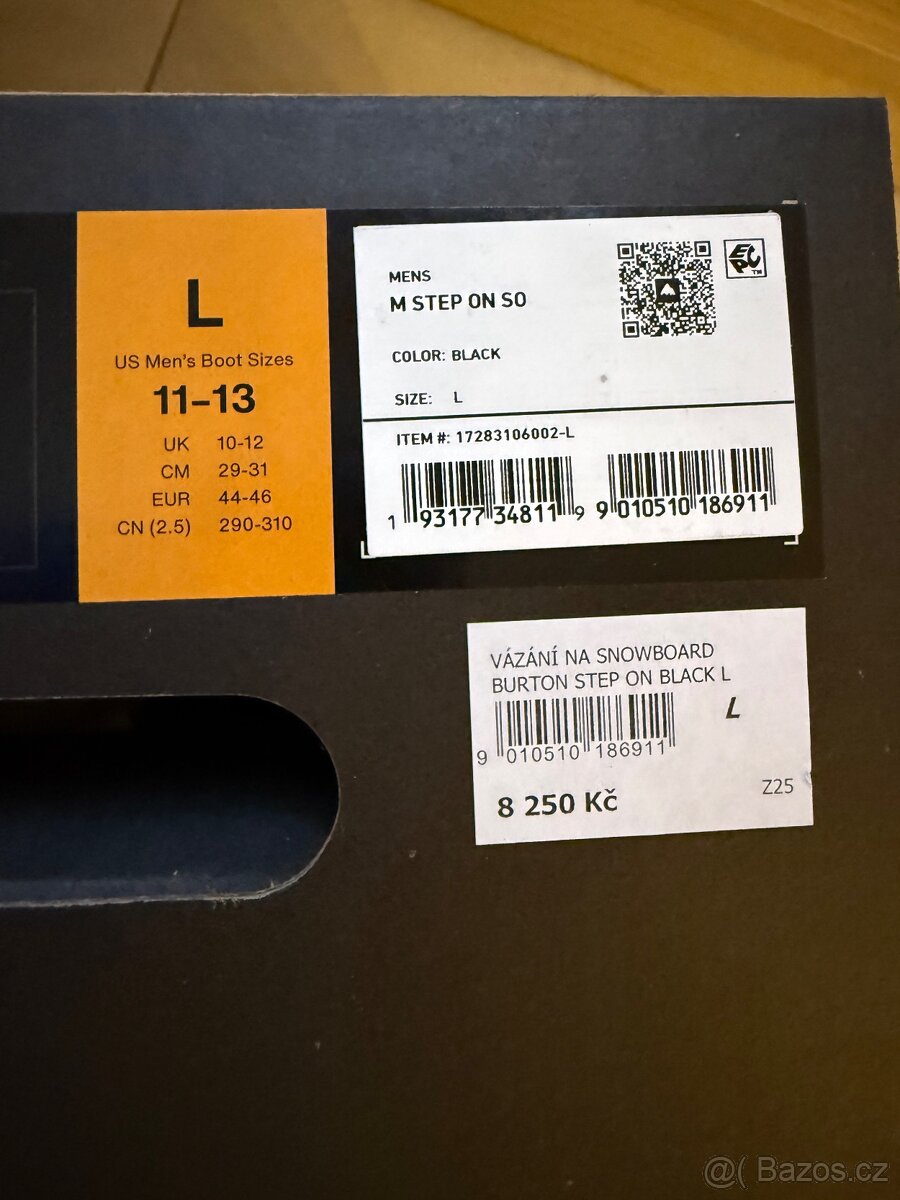 L
US Men's Boot Sizes
11–13
UK 10-12
CM 29-31
EUR 44-46
CN (2.5) 290-310
MENS
M STEP ON SO
COLOR: BLACK
SIZE: L
ITEM #: 17283106002-L
1 93177 34811 9
9 010510 186911
EPC™
VÁZÁNÍ NA SNOWBOARD
BURTON STEP ON BLACK L
L
9 010510 186911
8 250 Kč
Z25
@( Bazos.cz